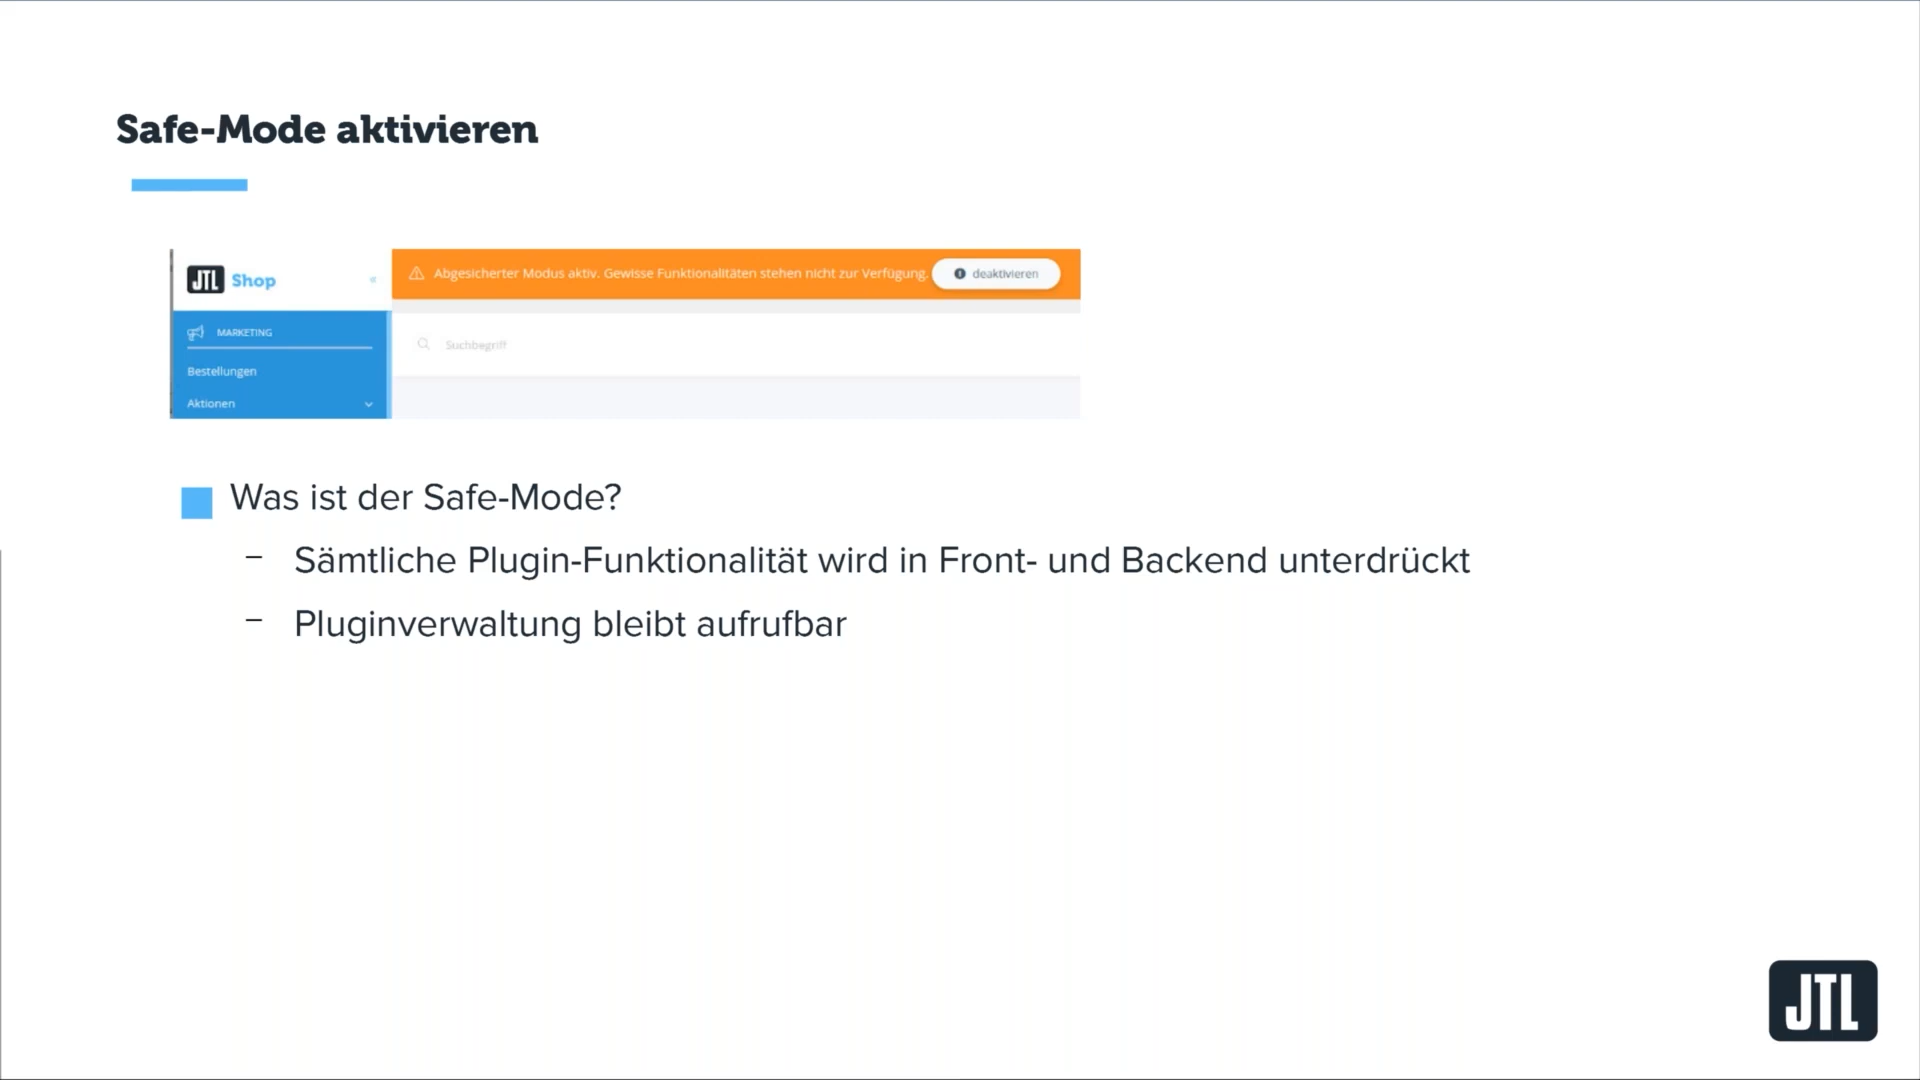 Safe-Mode aktivieren
JTL Shop
«
Abgesicherter Modus aktiv. Gewisse Funktionalitäten stehen nicht zur Verfügung.
deaktivieren
MARKETING
Suchbegriff
Bestellungen
Aktionen
Was ist der Safe-Mode?
– Sämtliche Plugin-Funktionalität wird in Front- und Backend unterdrückt
– Pluginverwaltung bleibt aufrufbar
JTL